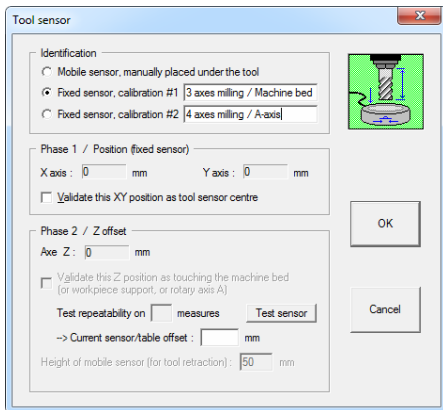 Tool sensor
Identification
Mobile sensor, manually placed under the tool
Fixed sensor, calibration #1 3 axes milling / Machine bed
Fixed sensor, calibration #2 4 axes milling / A-axis
Phase 1 / Position (fixed sensor)
X axis : 0 mm Y axis : 0 mm
Validate this XY position as tool sensor centre
OK
Phase 2 / Z offset
Axe Z : 0 mm
Validate this Z position as touching the machine bed
(or workpiece support, or rotary axis A)
Test repeatability on measures Test sensor
Cancel
--> Current sensor/table offset : mm
Height of mobile sensor (for tool retraction) : 50 mm